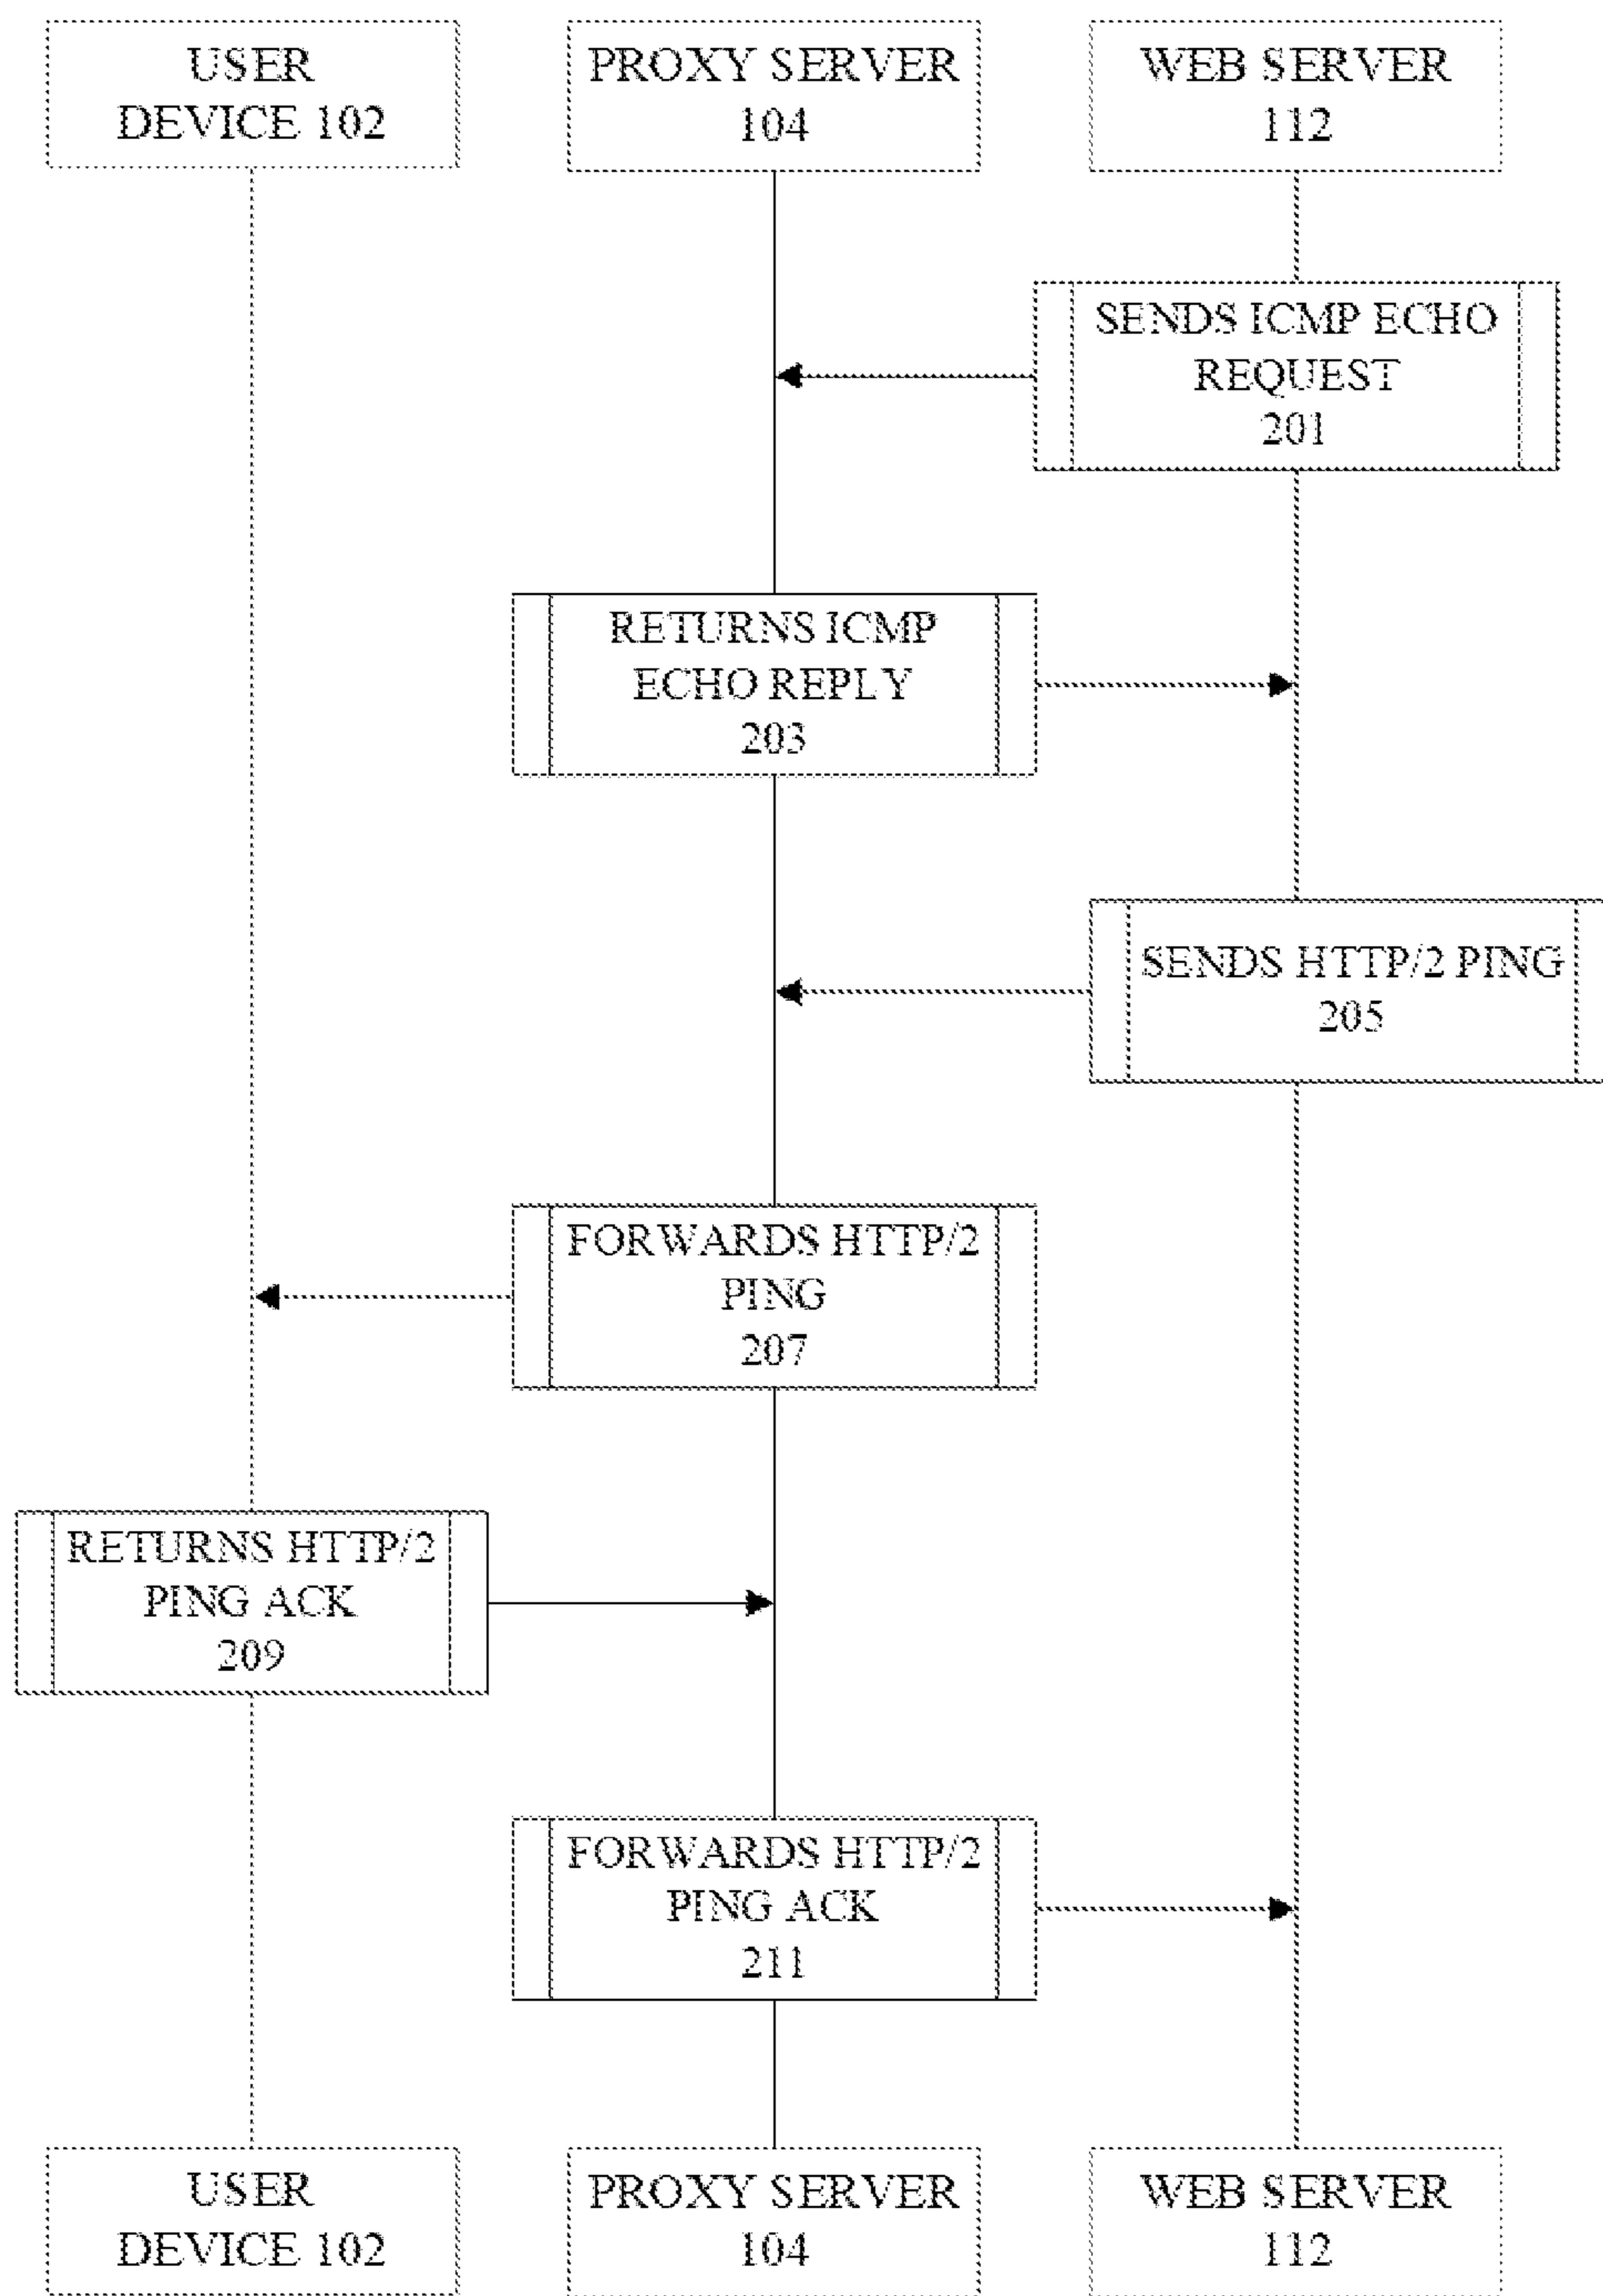 USER
DEVICE 102
PROXY SERVER
104
WEB SERVER
112
SENDS ICMP ECHO
REQUEST
201
RETURNS ICMP
ECHO REPLY
203
SENDS HTTP/2 PING
205
FORWARDS HTTP/2
PING
207
RETURNS HTTP/2
PING ACK
209
FORWARDS HTTP/2
PING ACK
211
USER
DEVICE 102
PROXY SERVER
104
WEB SERVER
112